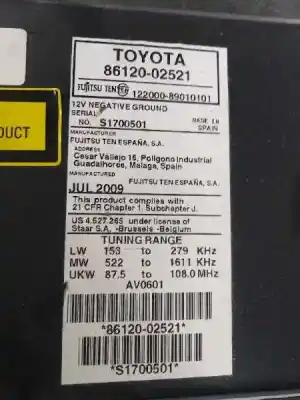 TOYOTA
86120-02521
FUJITSU TEN 122000-89010101
12V NEGATIVE GROUND
SERIAL
NO. S1700501
MADE IN
SPAIN
MANUFACTURER
FUJITSU TEN ESPAÑA, S.A.
ADDRESS
Cesar Vallejo 16, Poligono Industrial
Guadalhorce, Malaga, Spain
MANUFACTURED
JUL 2009
FUJITSU TEN ESPAÑA, S.A.
This product complies with
21 CFR Chapter 1, Subchapter J.
US 4.527.265 under license of
Staar S.A. -Brussels -Belgium
TUNING RANGE
LW 153 to 279 KHz
MW 522 to 1611 KHz
UKW 87.5 to 108.0 MHz
AV0601
*86120-02521*
*S1700501*
DUCT